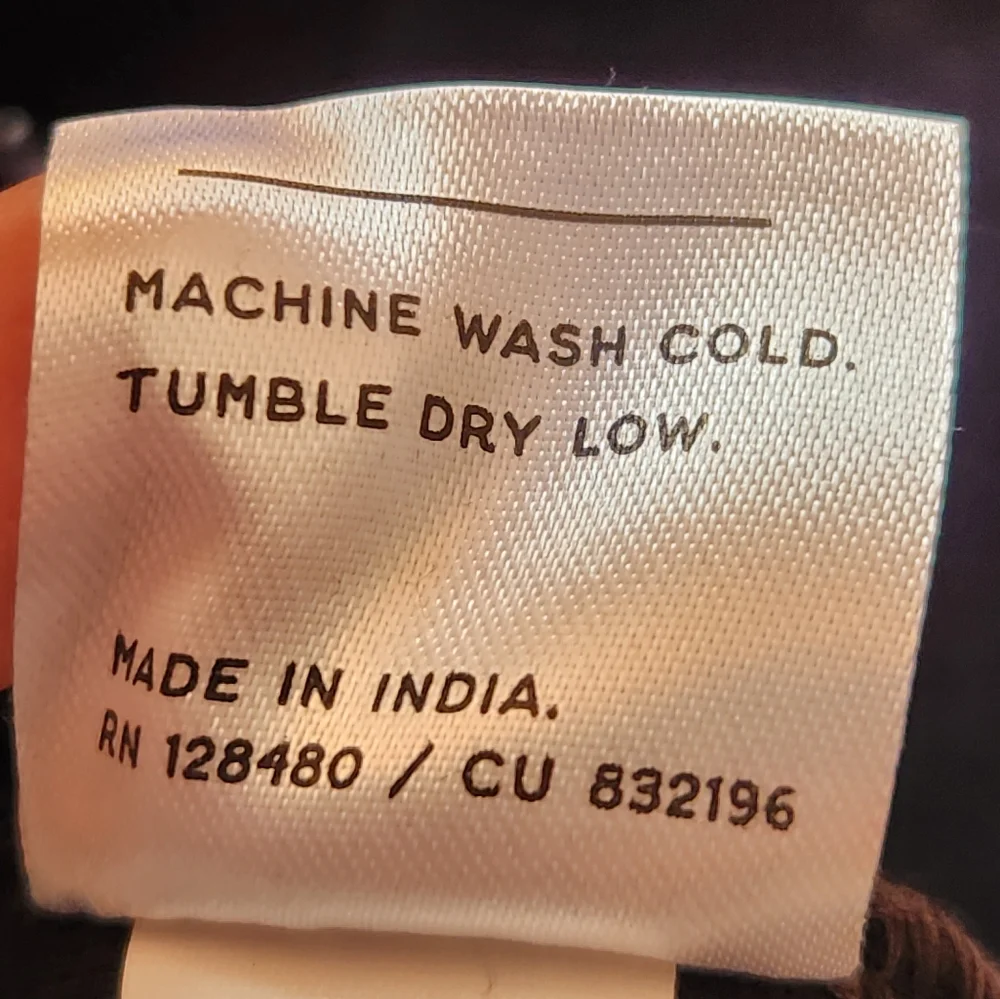 MACHINE WASH COLD.
TUMBLE DRY LOW.
MADE IN INDIA.
RN 128480 / CU 832196